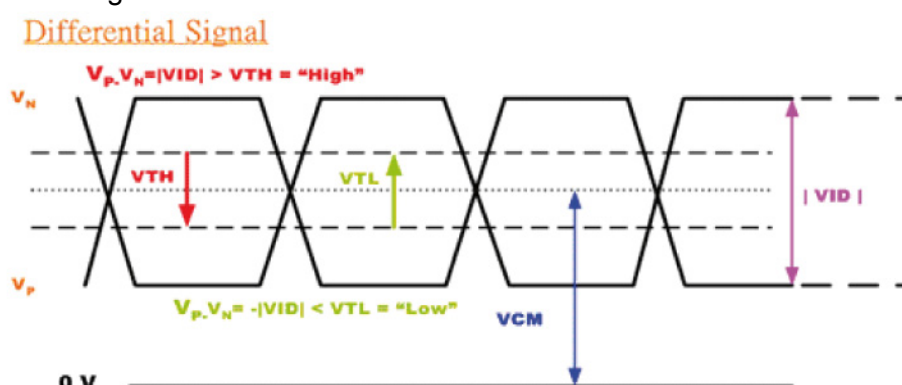 Differential Signal
VP-VN=|VID| > VTH = “High”
VN
VTH
VTL
| VID |
VP
VP-VN= -|VID| < VTL = “Low”
VCM
0 V